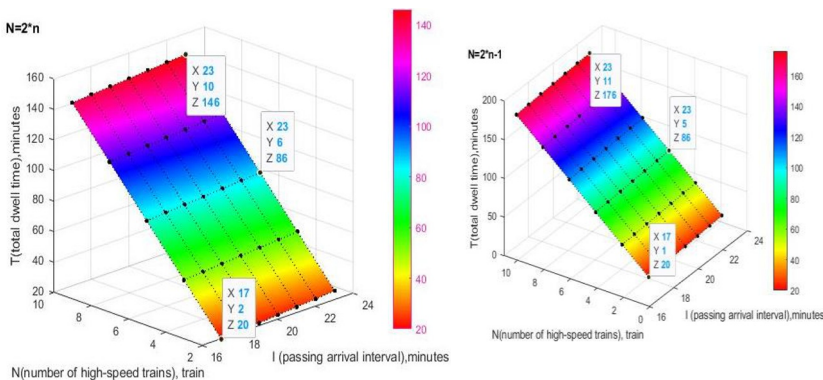 N=2*n
T(total dwell time),minutes
160
140
120
100
80
60
40
20
10
8
6
4
2
16
18
20
22
24
N(number of high-speed trains), train
I (passing arrival interval),minutes
X 23
Y 10
Z 146
X 23
Y 6
Z 86
X 17
Y 2
Z 20
140
120
100
80
60
40
20
N=2*n-1
T(total dwell time),minutes
200
150
100
50
0
10
8
6
4
2
0
16
18
20
22
24
N(number of high-speed trains), train
I (passing arrival interval),minutes
X 23
Y 11
Z 176
X 23
Y 5
Z 86
X 17
Y 1
Z 20
160
140
120
100
80
60
40
20